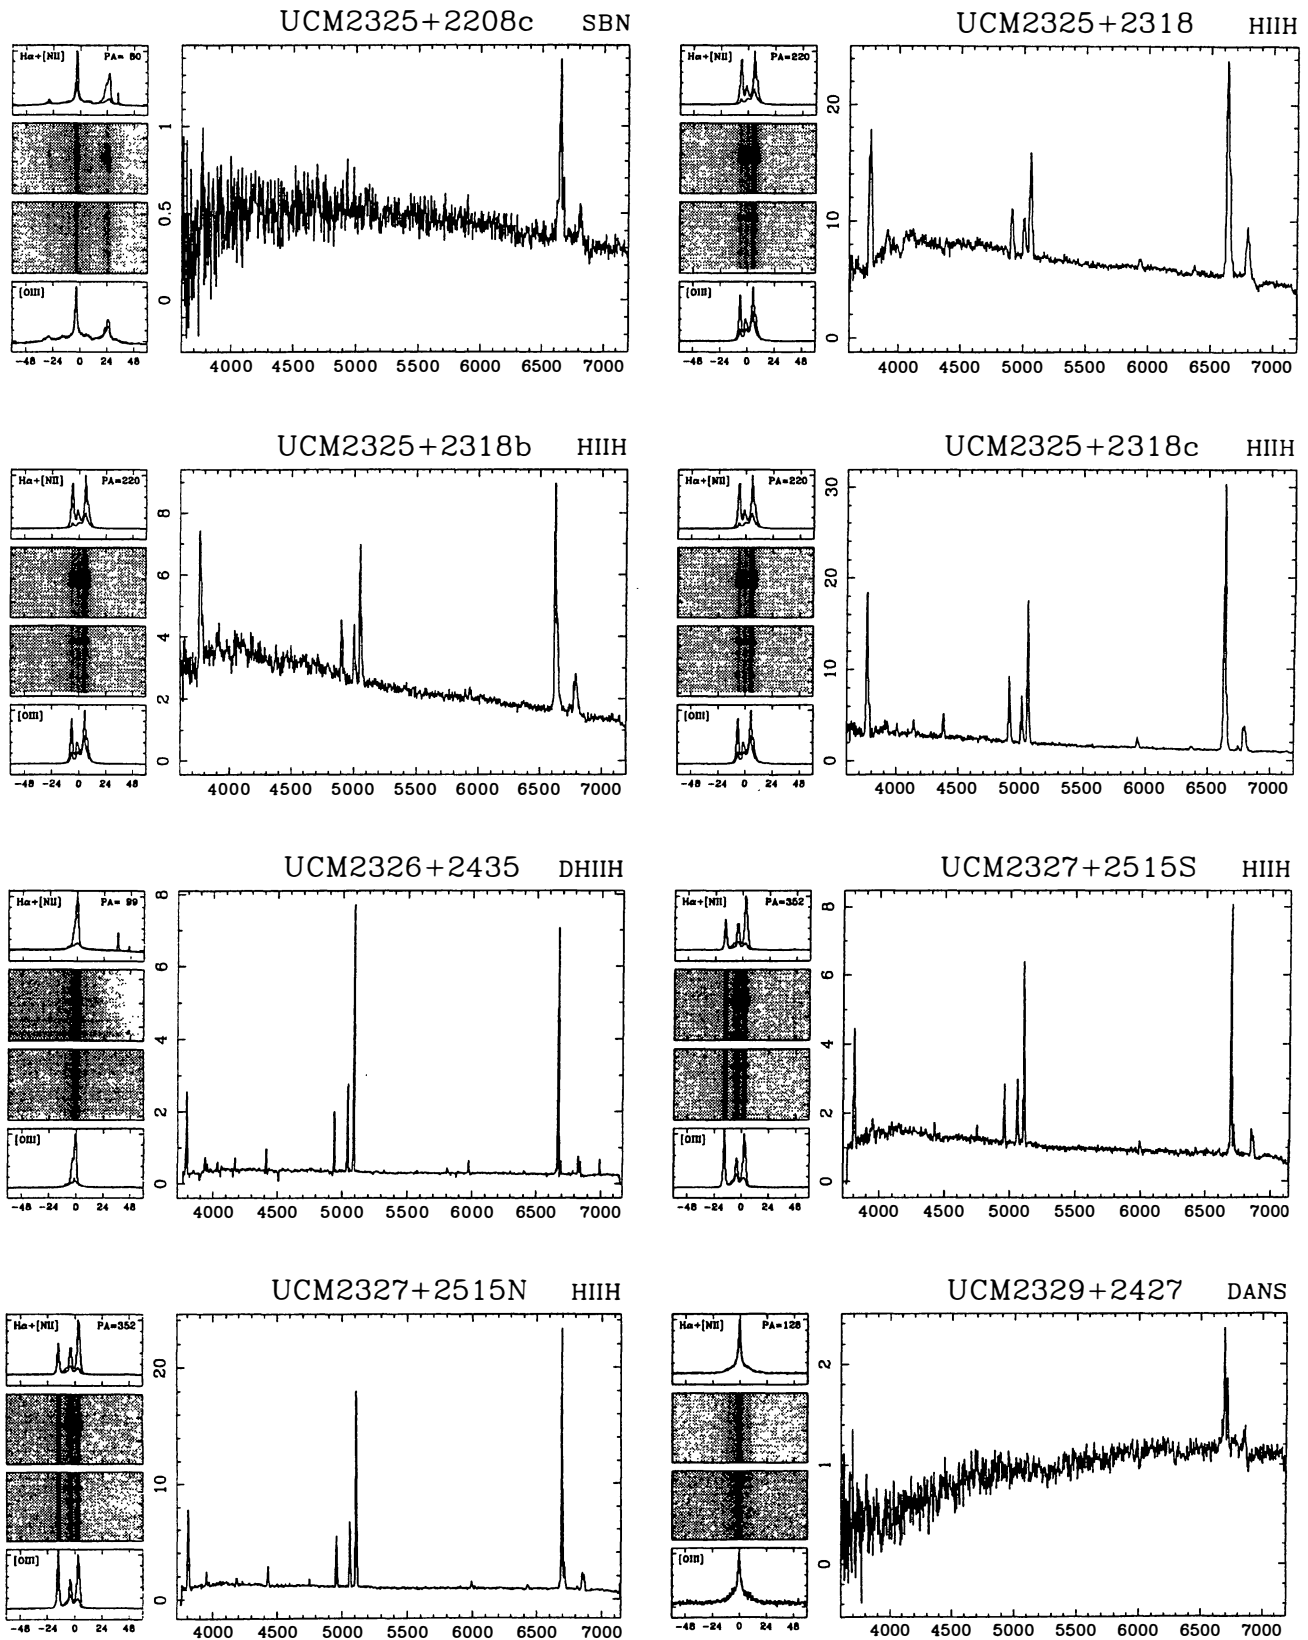 UCM2325+2208c SBN
Hα+[NII] PA= 60
[OIII]
-48 -24 0 24 48
0 0.5 1
4000 4500 5000 5500 6000 6500 7000
UCM2325+2318 HIIH
Hα+[NII] PA=220
[OIII]
-48 -24 0 24 48
0 10 20
4000 4500 5000 5500 6000 6500 7000
UCM2325+2318b HIIH
Hα+[NII] PA=220
[OIII]
-48 -24 0 24 48
0 2 4 6 8
4000 4500 5000 5500 6000 6500 7000
UCM2325+2318c HIIH
Hα+[NII] PA=220
[OIII]
-48 -24 0 24 48
0 10 20 30
4000 4500 5000 5500 6000 6500 7000
UCM2326+2435 DHIIH
Hα+[NII] PA= 99
[OIII]
-48 -24 0 24 48
0 2 4 6 8
4000 4500 5000 5500 6000 6500 7000
UCM2327+2515S HIIH
Hα+[NII] PA=352
[OIII]
-48 -24 0 24 48
0 2 4 6 8
4000 4500 5000 5500 6000 6500 7000
UCM2327+2515N HIIH
Hα+[NII] PA=352
[OIII]
-48 -24 0 24 48
0 10 20
4000 4500 5000 5500 6000 6500 7000
UCM2329+2427 DANS
Hα+[NII] PA=128
[OIII]
-48 -24 0 24 48
0 1 2
4000 4500 5000 5500 6000 6500 7000